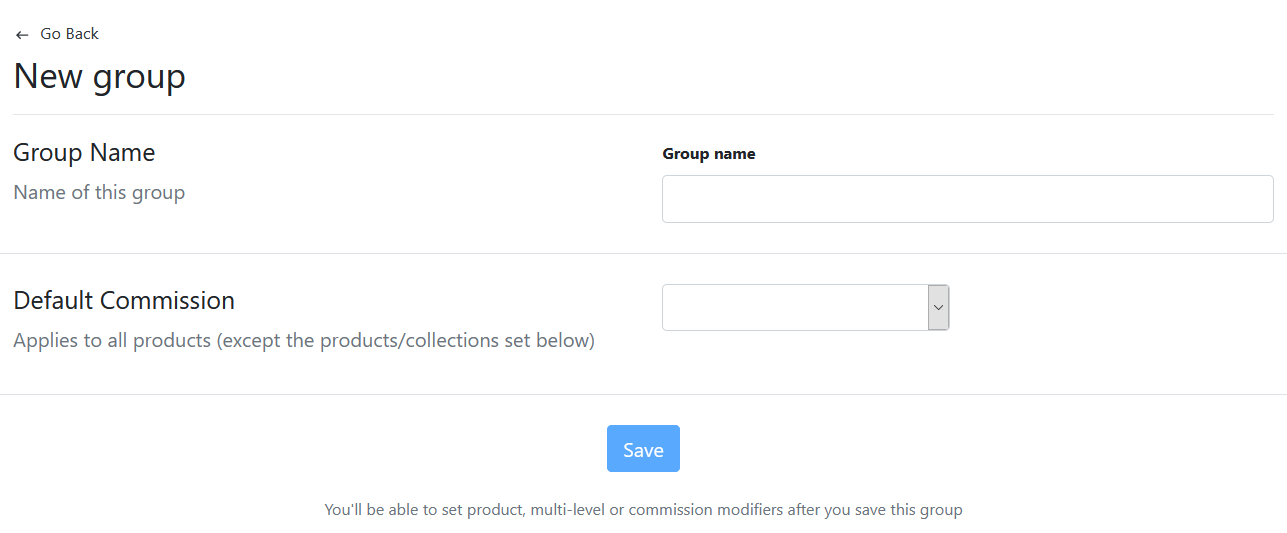 ← Go Back
New group
Group Name
Group name
Name of this group
Default Commission
Applies to all products (except the products/collections set below)
Save
You'll be able to set product, multi-level or commission modifiers after you save this group